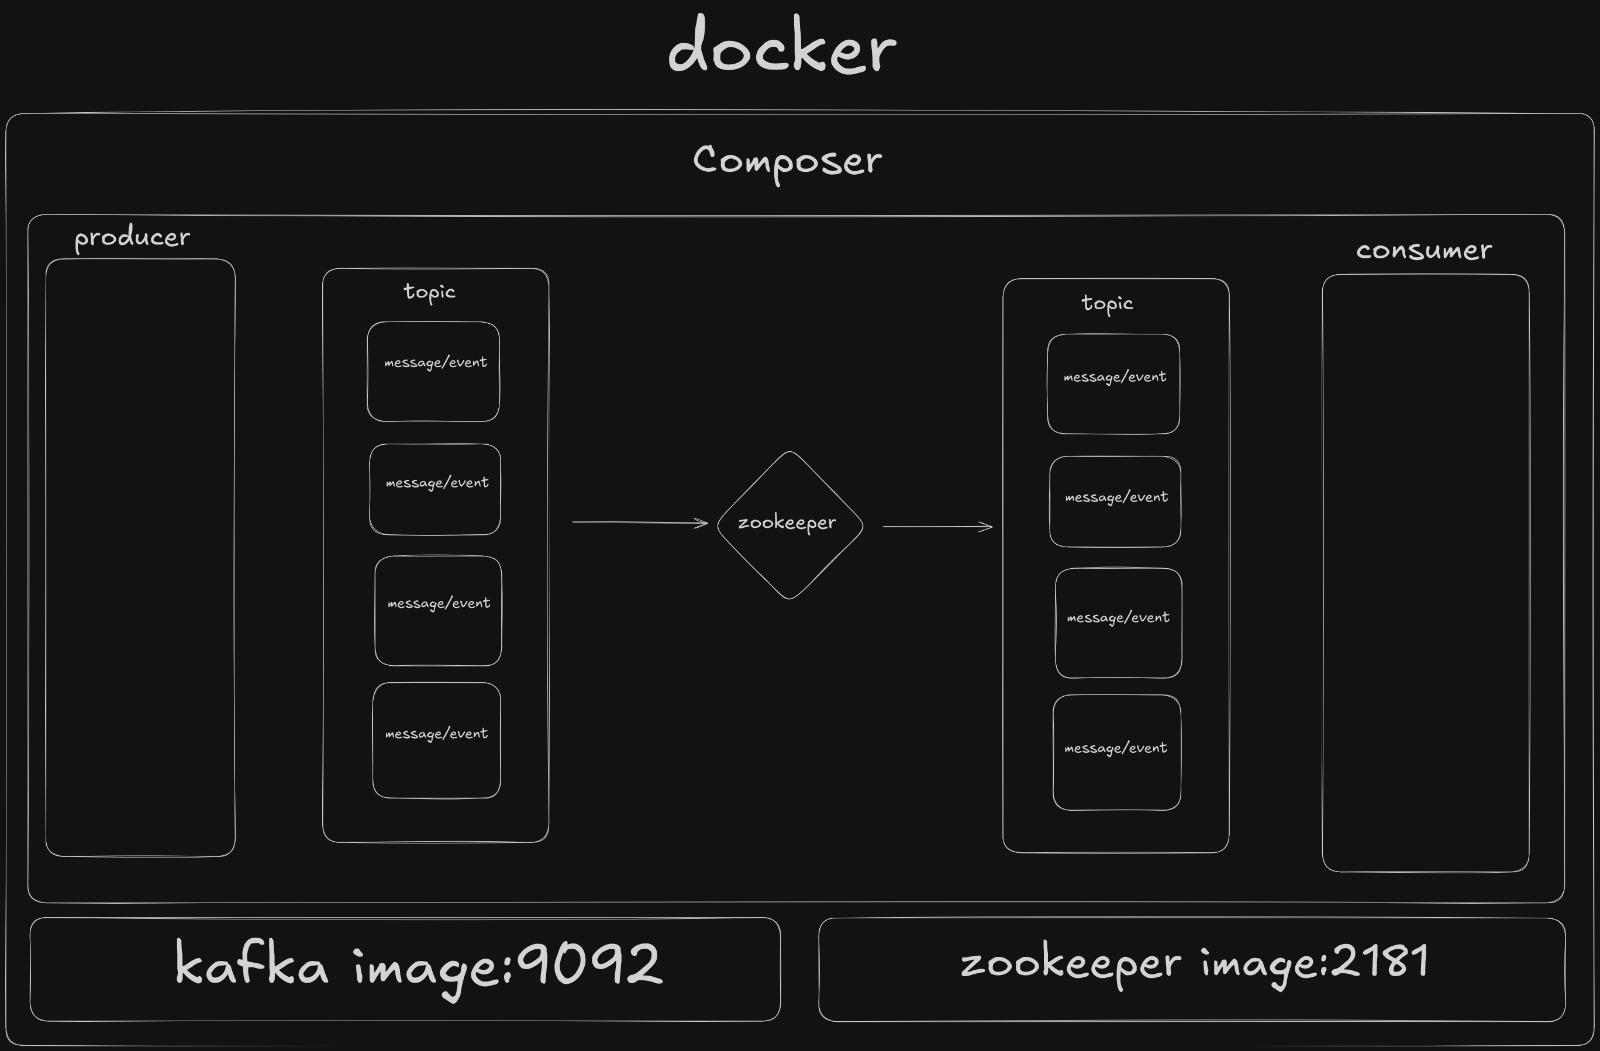 docker
Composer
producer
consumer
topic
message/event
message/event
message/event
message/event
zookeeper
topic
message/event
message/event
message/event
message/event
kafka image:9092
zookeeper image:2181